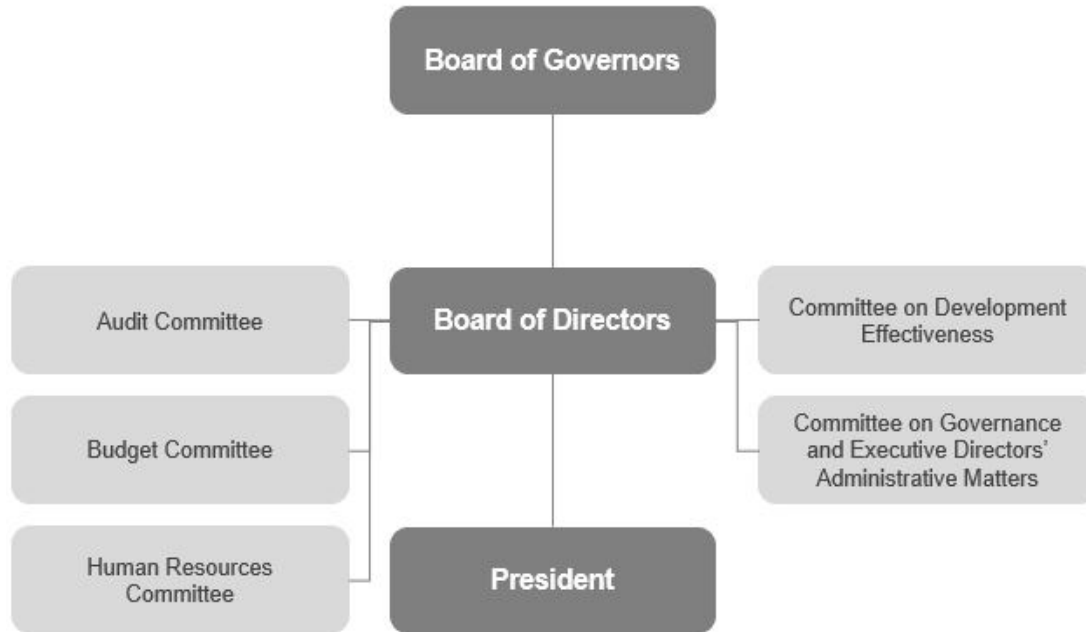 Board of Governors
Audit Committee
Board of Directors
Committee on Development
Effectiveness
Budget Committee
Committee on Governance
and Executive Directors’
Administrative Matters
Human Resources
Committee
President